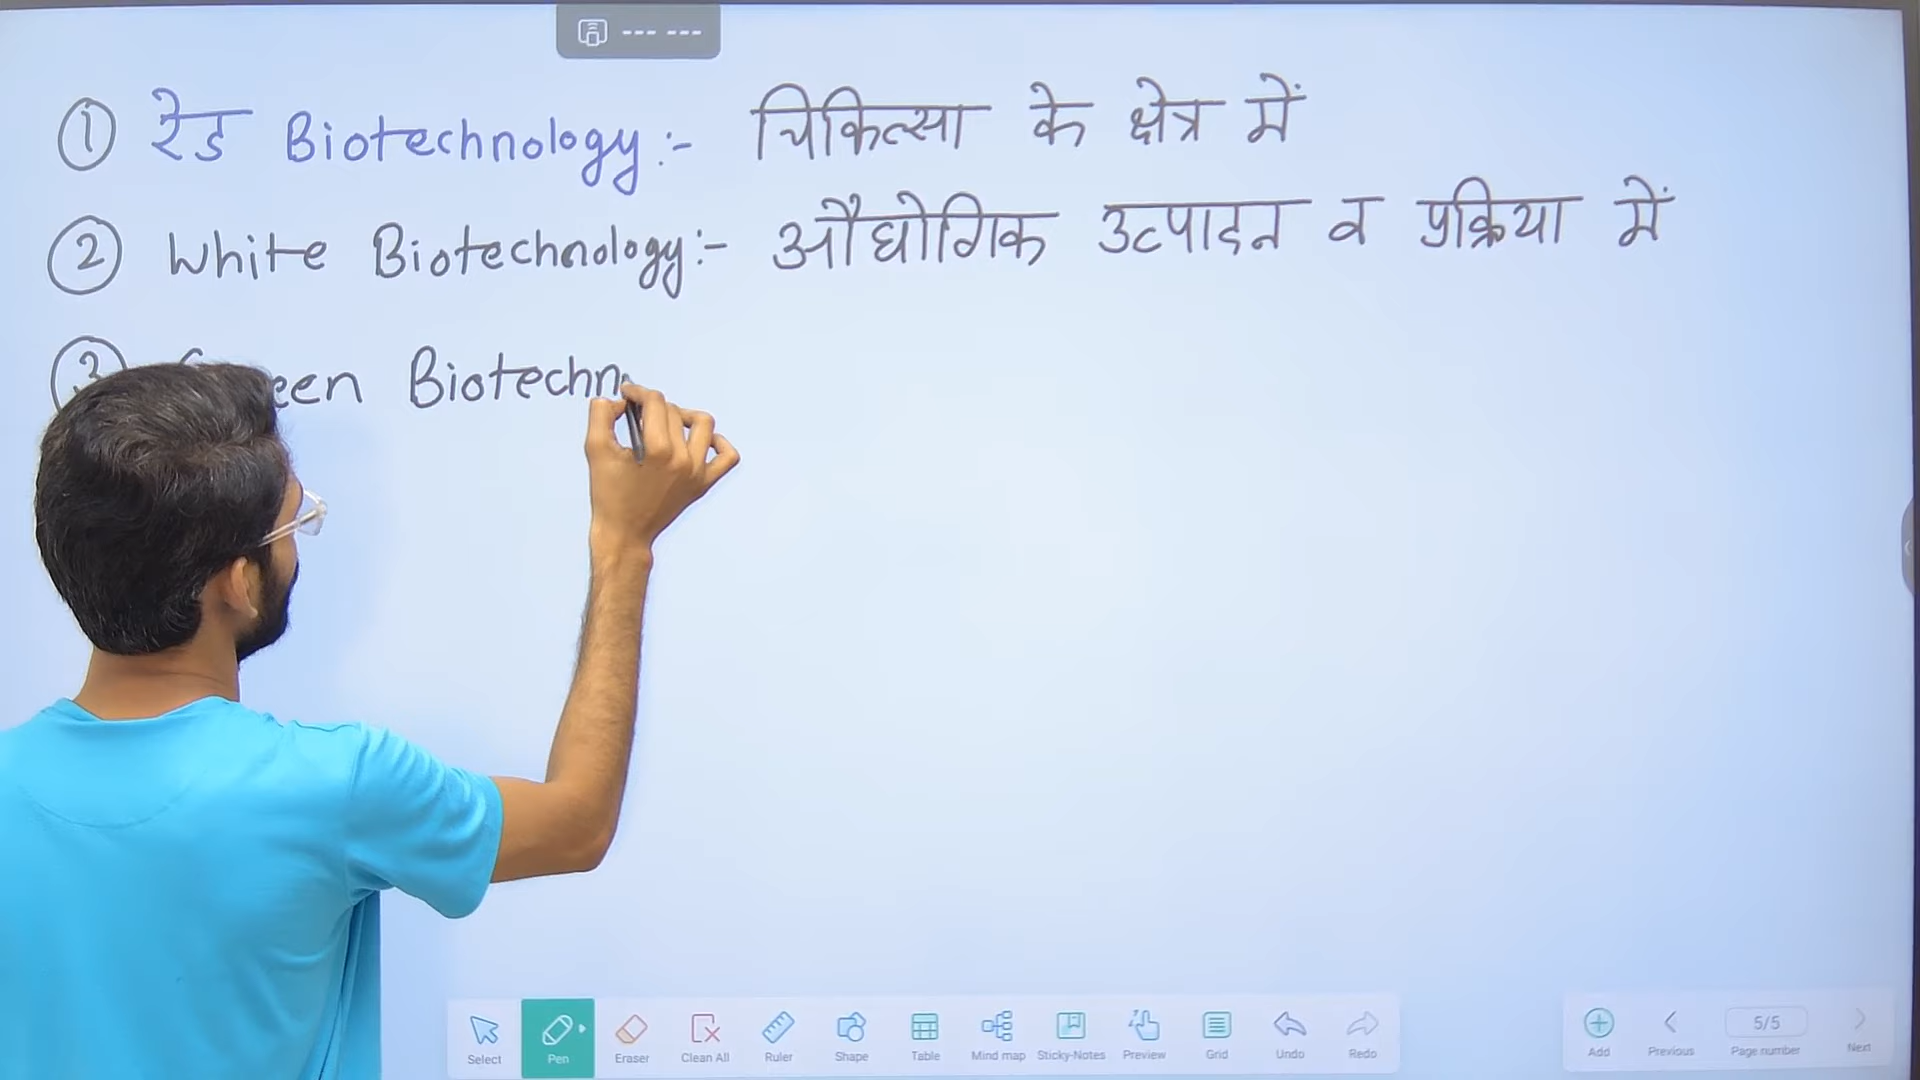 ① रेड Biotechnology:- चिकित्सा के क्षेत्र में
② White Biotechnology:- औद्योगिक उत्पादन व प्रक्रिया में
③ Biotechn
Select Pen Eraser Clean All Ruler Shape Table Mind map Sticky-Notes Preview Grid Undo Redo
Add Previous 5/5 Page number Next